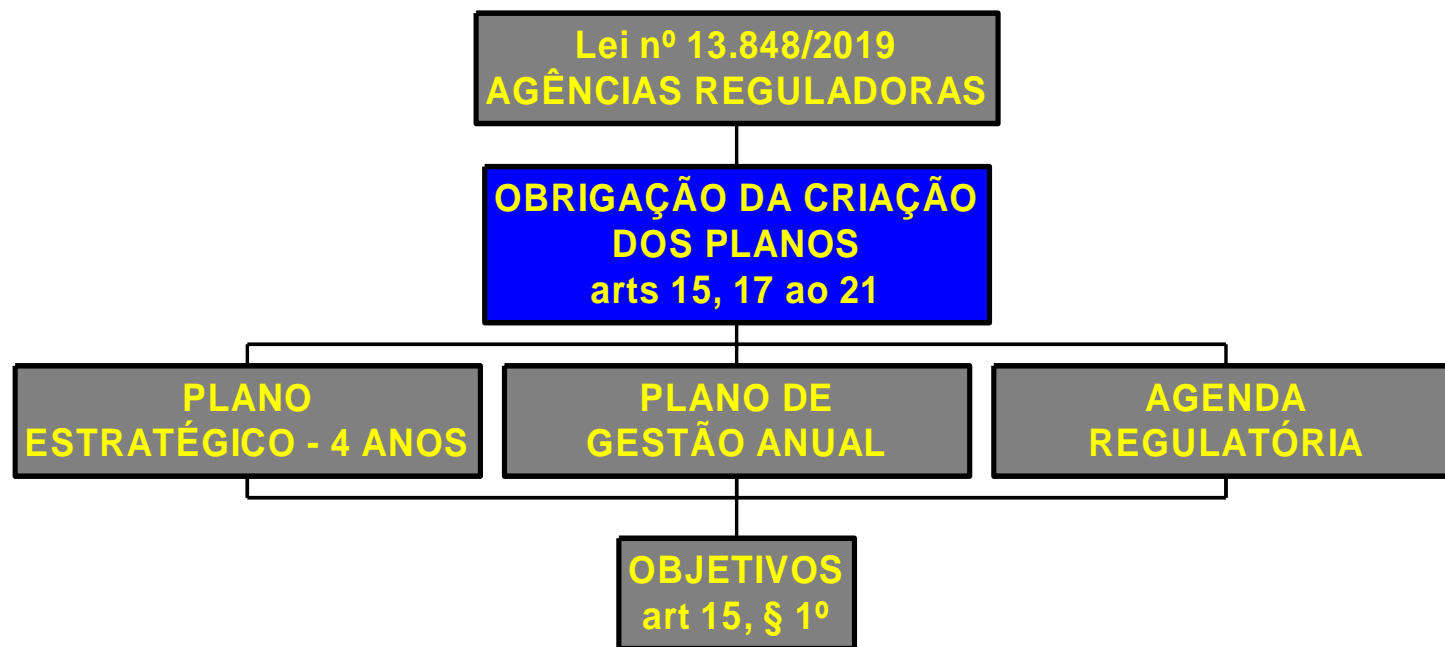 Lei nº 13.848/2019
AGÊNCIAS REGULADORAS
OBRIGAÇÃO DA CRIAÇÃO
DOS PLANOS
arts 15, 17 ao 21
PLANO
ESTRATÉGICO - 4 ANOS
PLANO DE
GESTÃO ANUAL
AGENDA
REGULATÓRIA
OBJETIVOS
art 15, § 1º